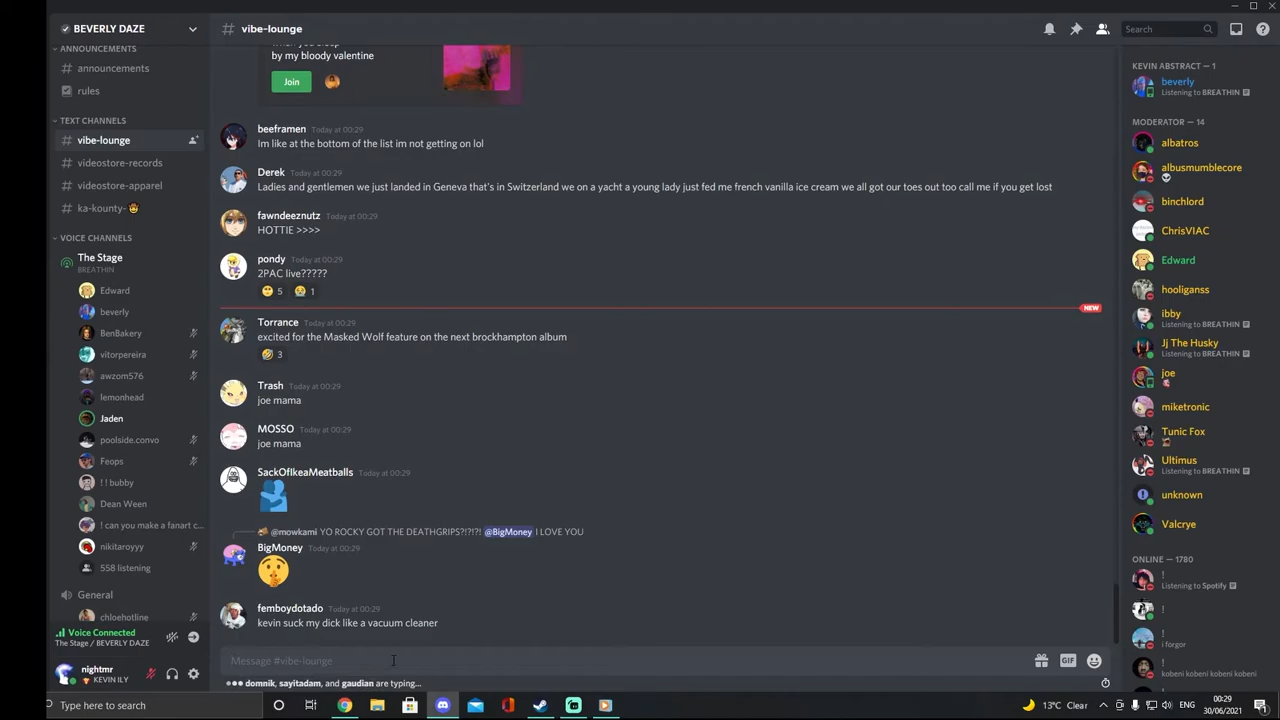 BEVERLY DAZE
ANNOUNCEMENTS
# announcements
rules
TEXT CHANNELS
# vibe-lounge
# videostore-records
# videostore-apparel
# ka-kounty-🤠
VOICE CHANNELS
The Stage
BREATHIN
Edward
beverly
BenBakery
vitorpereira
awzom576
lemonhead
Jaden
poolside.convo
Feops
! ! bubby
Dean Ween
! can you make a fanart c...
nikitaroyyy
558 listening
General
chloehotline
Voice Connected
The Stage / BEVERLY DAZE
nightmr
KEVIN ILY
# vibe-lounge
Search
by my bloody valentine
Join
beeframen Today at 00:29
Im like at the bottom of the list im not getting on lol
Derek Today at 00:29
Ladies and gentlemen we just landed in Geneva that's in Switzerland we on a yacht a young lady just fed me french vanilla ice cream we all got our toes out too call me if you get lost
fawndeeznutz Today at 00:29
HOTTIE >>>>
pondy Today at 00:29
2PAC live?????
5 1
NEW
Torrance Today at 00:29
excited for the Masked Wolf feature on the next brockhampton album
3
Trash Today at 00:29
joe mama
MOSSO Today at 00:29
joe mama
SackOfIkeaMeatballs Today at 00:29
@mowkami YO ROCKY GOT THE DEATHGRIPS?!?!?! @BigMoney I LOVE YOU
BigMoney Today at 00:29
femboydotado Today at 00:29
kevin suck my dick like a vacuum cleaner
Message #vibe-lounge
GIF
domnik, sayitadam, and gaudian are typing...
KEVIN ABSTRACT — 1
beverly
Listening to BREATHIN
MODERATOR — 14
albatros
albusmumblecore
binchlord
ChrisVIAC
Edward
hooliganss
ibby
Listening to BREATHIN
Jj The Husky
Listening to BREATHIN
joe
miketronic
Tunic Fox
Ultimus
Listening to BREATHIN
unknown
Valcrye
ONLINE — 1780
!
Listening to Spotify
!
!
i forgor
!
kobeni kobeni kobeni kobeni
Type here to search
13°C Clear
00:29
30/06/2021